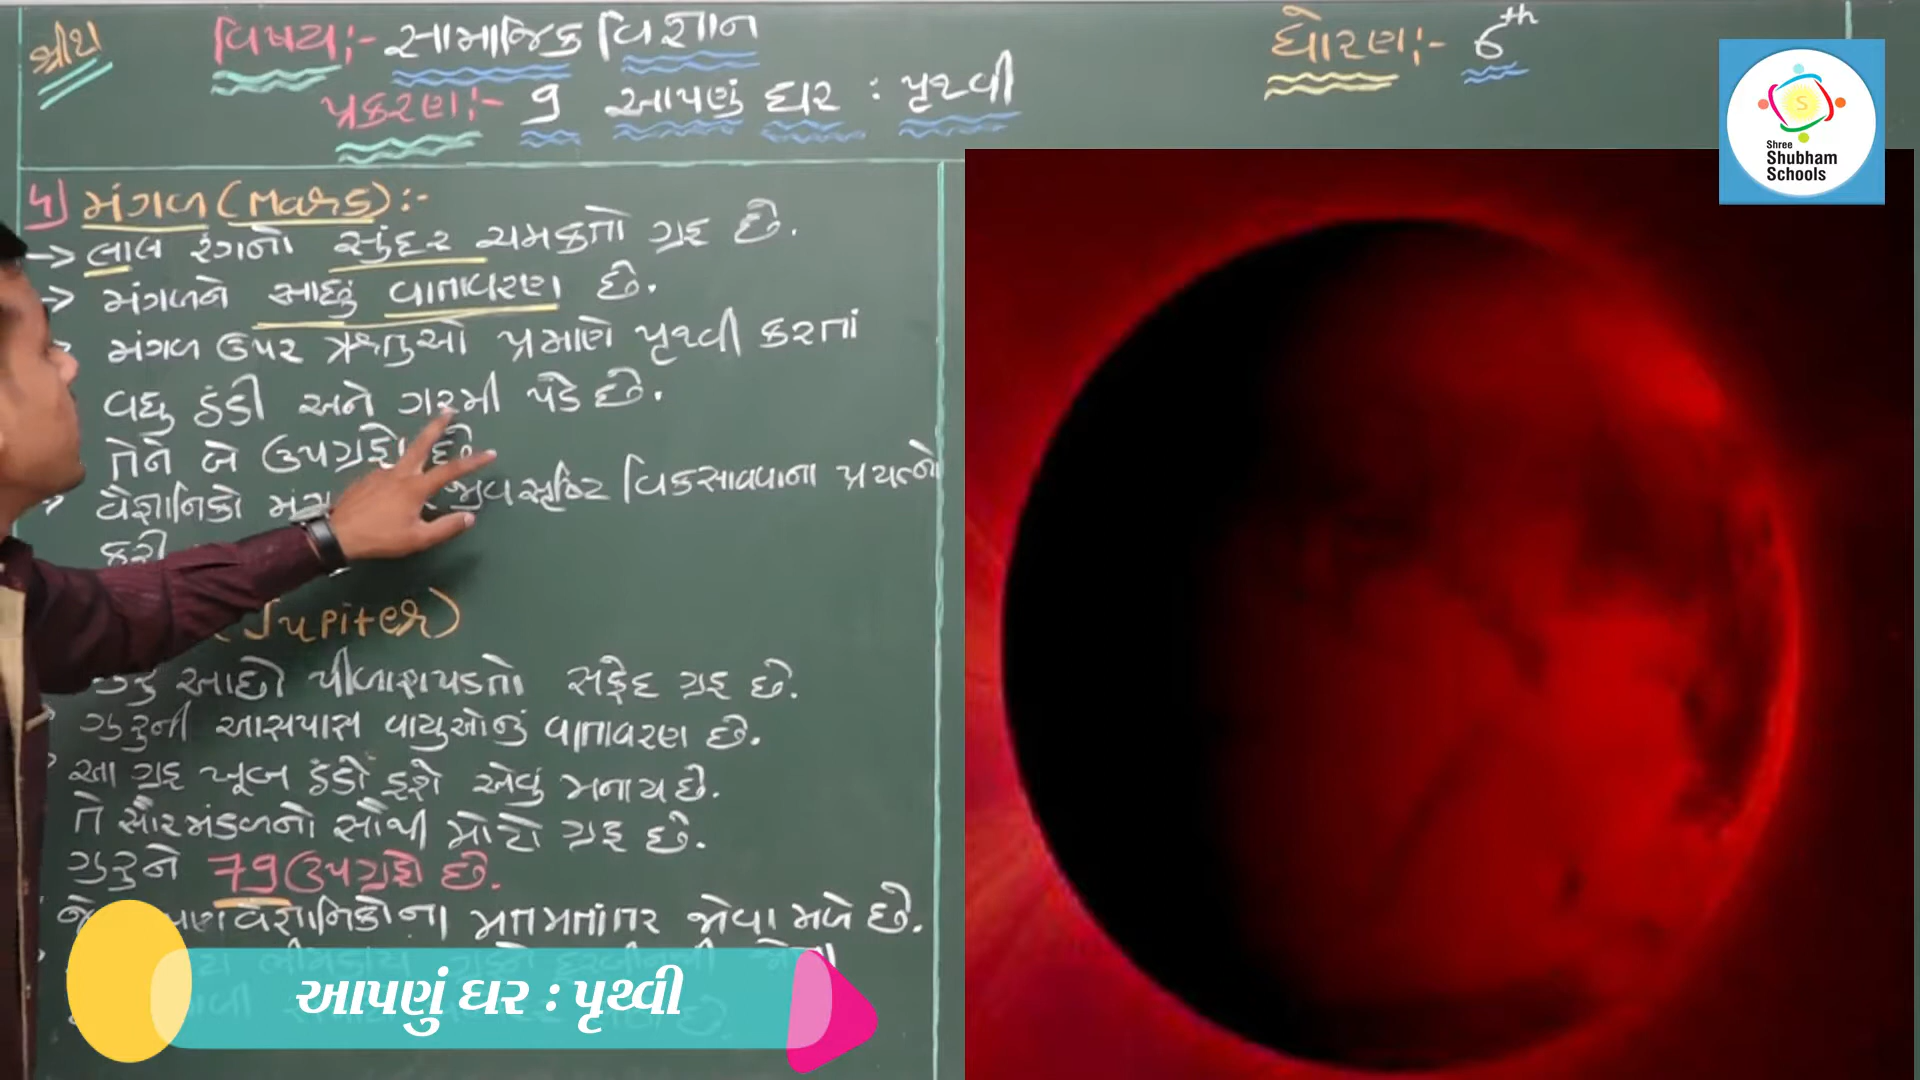 શ્રીશ
વિષય:- સામાજિક વિજ્ઞાન
ધોરણ:- 6th
પ્રકરણ:- 9 આપણું ઘર : પૃથ્વી
Shree
Shubham
Schools
5) મંગળ (Mars):-
→ લાલ રંગનો સુંદર ચમકતો ગ્રહ છે.
→ મંગળને આછું વાતાવરણ છે.
મંગળ ઉપર ઋતુઓ પ્રમાણે પૃથ્વી કરતાં
વધુ ઠંડી અને ગરમી પડે છે.
તેને બે ઉપગ્રહો છે.
વૈજ્ઞાનિકો જીવસૃષ્ટિ વિકસાવવાના પ્રયત્નો
કરી
(Jupiter)
ગુરુ આછો પીળાશપડતો સફેદ ગ્રહ છે.
ગુરુની આસપાસ વાયુઓનું વાતાવરણ છે.
આ ગ્રહ ખૂબ ઠંડો હશે એવું મનાય છે.
તે સૌરમંડળનો સૌથી મોટો ગ્રહ છે.
ગુરુને 79 ઉપગ્રહો છે.
વૈજ્ઞાનિકોના મતમતાંતર જોવા મળે છે.
આપણું ઘર : પૃથ્વી